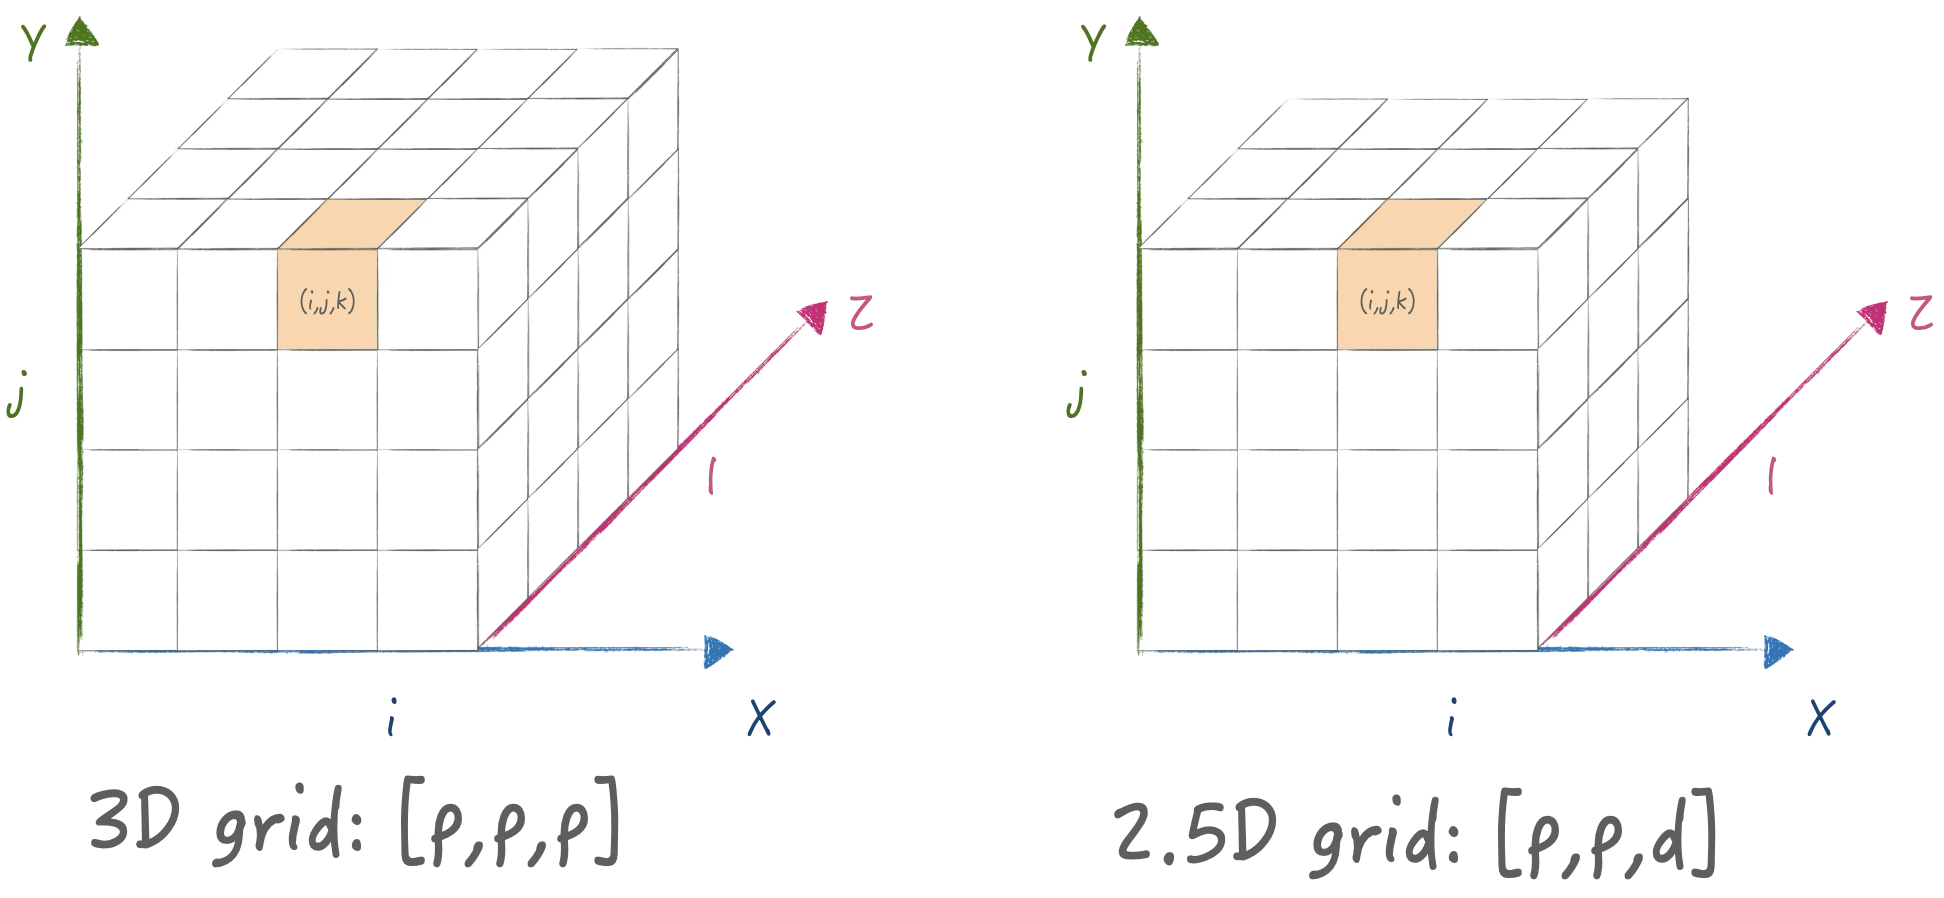 Y
(i,j,k)
Z
j
l
i
X
3D grid: [p,p,p]
Y
(i,j,k)
Z
j
l
i
X
2.5D grid: [p,p,d]